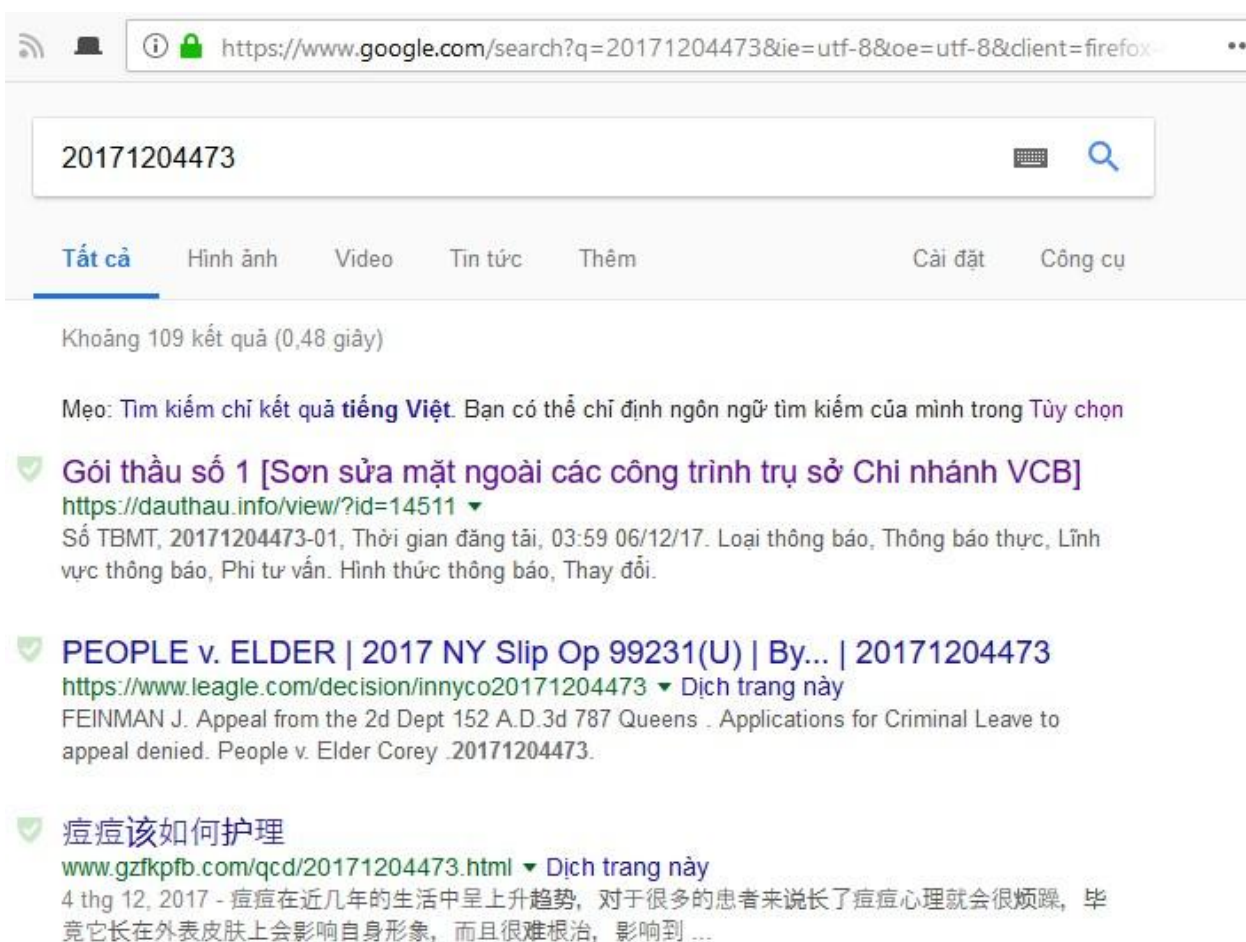 https://www.google.com/search?q=20171204473&ie=utf-8&oe=utf-8&client=firefox-
20171204473
Tất cả Hình ảnh Video Tin tức Thêm Cài đặt Công cụ
Khoảng 109 kết quả (0,48 giây)
Mẹo: Tìm kiếm chỉ kết quả tiếng Việt. Bạn có thể chỉ định ngôn ngữ tìm kiếm của mình trong Tùy chọn
Gói thầu số 1 [Sơn sửa mặt ngoài các công trình trụ sở Chi nhánh VCB]
https://dauthau.info/view/?id=14511
Số TBMT, 20171204473-01, Thời gian đăng tải, 03:59 06/12/17. Loại thông báo, Thông báo thực, Lĩnh
vực thông báo, Phi tư vấn. Hình thức thông báo, Thay đổi.
PEOPLE v. ELDER | 2017 NY Slip Op 99231(U) | By... | 20171204473
https://www.leagle.com/decision/innyco20171204473 Dịch trang này
FEINMAN J. Appeal from the 2d Dept 152 A.D.3d 787 Queens . Applications for Criminal Leave to
appeal denied. People v. Elder Corey .20171204473.
痘痘该如何护理
www.gzfkpfb.com/qcd/20171204473.html Dịch trang này
4 thg 12, 2017 - 痘痘在近几年的生活中呈上升趋势，对于很多的患者来说长了痘痘心理就会很烦躁，毕
竟它长在外表皮肤上会影响自身形象，而且很难根治，影响到 ...